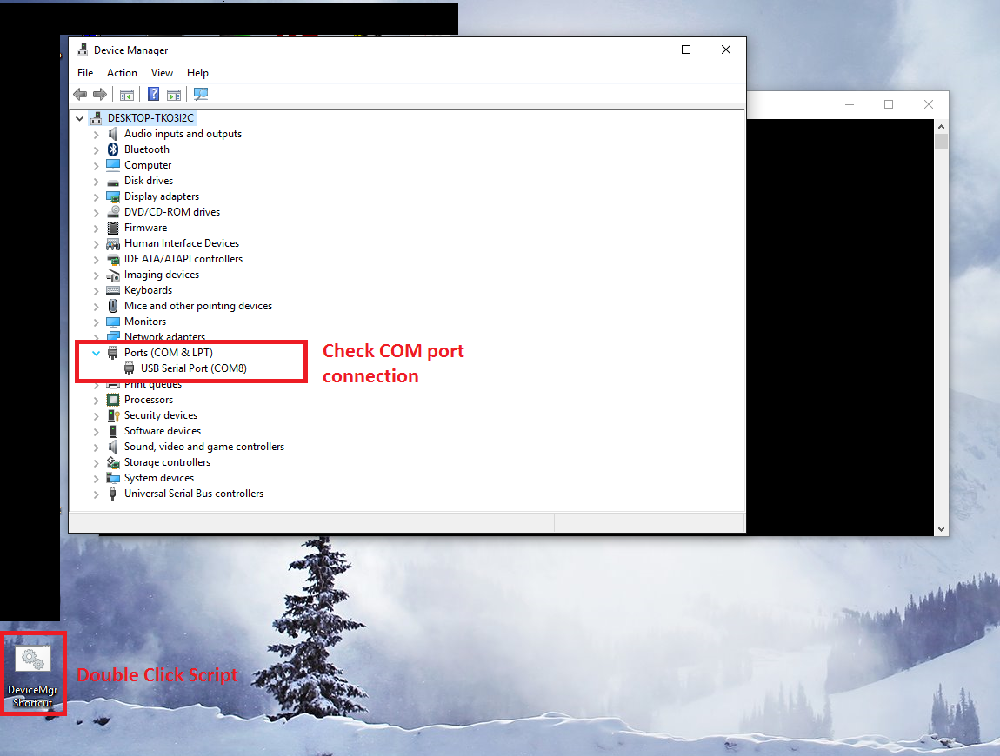 Device Manager
File Action View Help
DESKTOP-TKO3I2C
Audio inputs and outputs
Bluetooth
Computer
Disk drives
Display adapters
DVD/CD-ROM drives
Firmware
Human Interface Devices
IDE ATA/ATAPI controllers
Imaging devices
Keyboards
Mice and other pointing devices
Monitors
Network adapters
Ports (COM & LPT)
USB Serial Port (COM8)
Check COM port
connection
Print queues
Processors
Security devices
Software devices
Sound, video and game controllers
Storage controllers
System devices
Universal Serial Bus controllers
DeviceMgr
Shortcut
Double Click Script